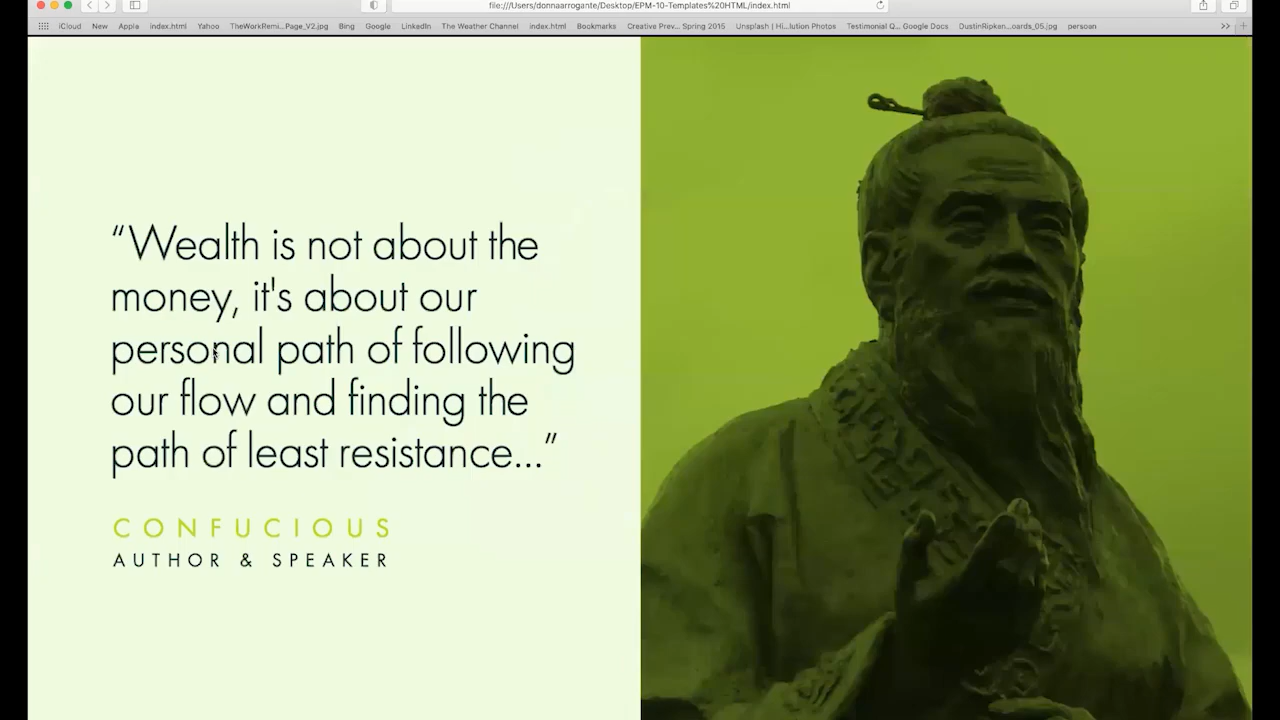 file:///Users/donnaarrogante/Desktop/EPM-10-Templates%20HTML/index.html
iCloud New Appia index.html Yahoo TheWorkRemi...Page_V2.jpg Bing Google LinkedIn The Weather Channel index.html Bookmarks Creative Prev... Spring 2015 Unsplash | Hi...lution Photos Testimonial Q... Google Docs DustinRipken...oards_05.jpg persoan
“Wealth is not about the
money, it's about our
personal path of following
our flow and finding the
path of least resistance...”
CONFUCIOUS
AUTHOR & SPEAKER